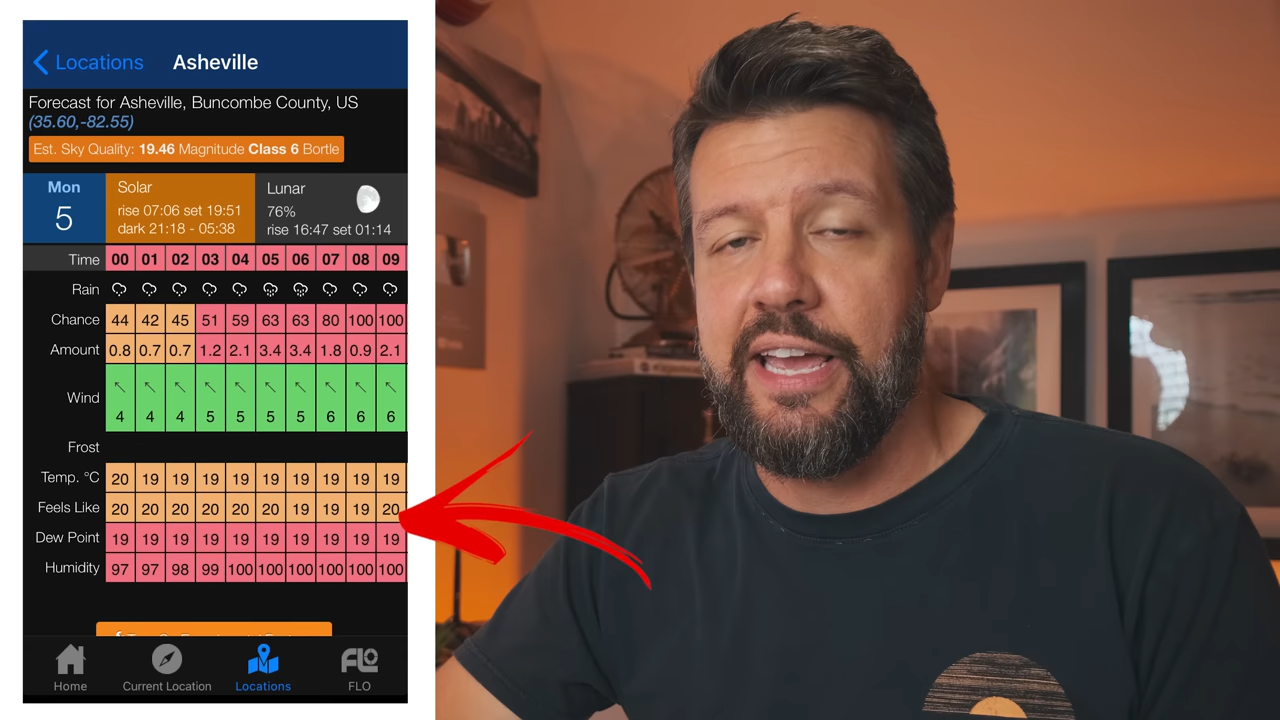 Locations Asheville
Forecast for Asheville, Buncombe County, US
(35.60,-82.55)
Est. Sky Quality: 19.46 Magnitude Class 6 Bortle
Mon
5
Solar
rise 07:06 set 19:51
dark 21:18 - 05:38
Lunar
76%
rise 16:47 set 01:14
Time 00 01 02 03 04 05 06 07 08 09
Rain
Chance 44 42 45 51 59 63 63 80 100 100
Amount 0.8 0.7 0.7 1.2 2.1 3.4 3.4 1.8 0.9 2.1
Wind 4 4 4 5 5 5 5 6 6 6
Frost
Temp. °C 20 19 19 19 19 19 19 19 19 19
Feels Like 20 20 20 20 20 20 19 19 19 20
Dew Point 19 19 19 19 19 19 19 19 19 19
Humidity 97 97 98 99 100 100 100 100 100 100
Home Current Location Locations FLO
FLO